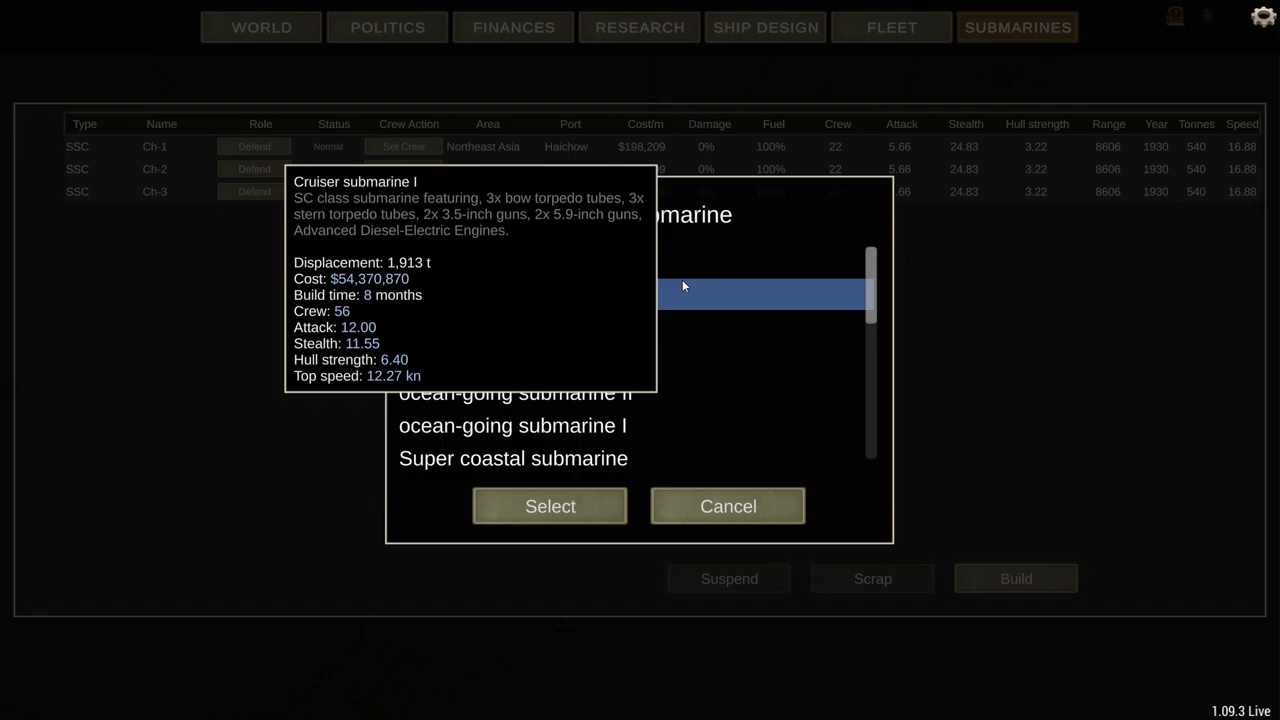 WORLD POLITICS FINANCES RESEARCH SHIP DESIGN FLEET SUBMARINES
Type Name Role Status Crew Action Area Port Cost/m Damage Fuel Crew Attack Stealth Hull strength Range Year Tonnes Speed
SSC Ch-1 Defend Normal Set Crew Northeast Asia Haichow $198,209 0% 100% 22 5.66 24.83 3.22 8606 1930 540 16.88
SSC Ch-2 Defend 9 0% 100% 22 5.66 24.83 3.22 8606 1930 540 16.88
SSC Ch-3 Defend .66 24.83 3.22 8606 1930 540 16.88
Cruiser submarine I
SC class submarine featuring, 3x bow torpedo tubes, 3x
stern torpedo tubes, 2x 3.5-inch guns, 2x 5.9-inch guns,
Advanced Diesel-Electric Engines.
Displacement: 1,913 t
Cost: $54,370,870
Build time: 8 months
Crew: 56
Attack: 12.00
Stealth: 11.55
Hull strength: 6.40
Top speed: 12.27 kn
marine
ocean-going submarine II
ocean-going submarine I
Super coastal submarine
Select Cancel
Suspend Scrap Build
1.09.3 Live